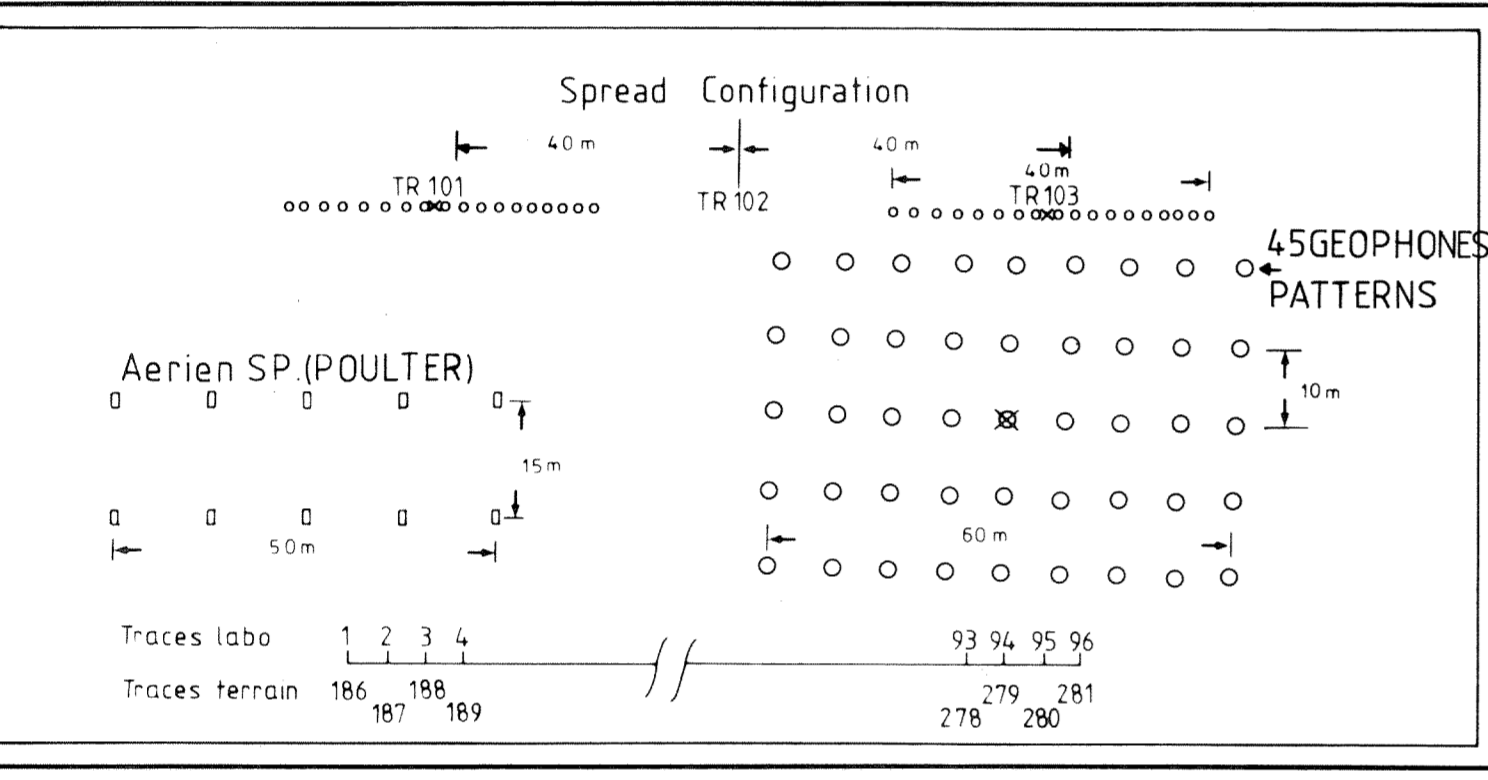 Spread Configuration
40 m
40 m
40 m
TR 101
TR 102
TR 103
45GEOPHONES
PATTERNS
Aerien SP.(POULTER)
10 m
15 m
50 m
60 m
Traces labo 1 2 3 4 93 94 95 96
Traces terrain 186 187 188 189 278 279 280 281